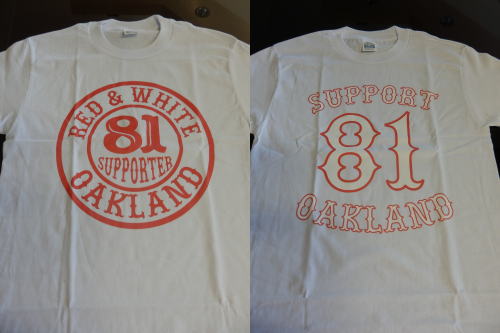 RED & WHITE
81
SUPPORTER
OAKLAND
SUPPORT
81
OAKLAND